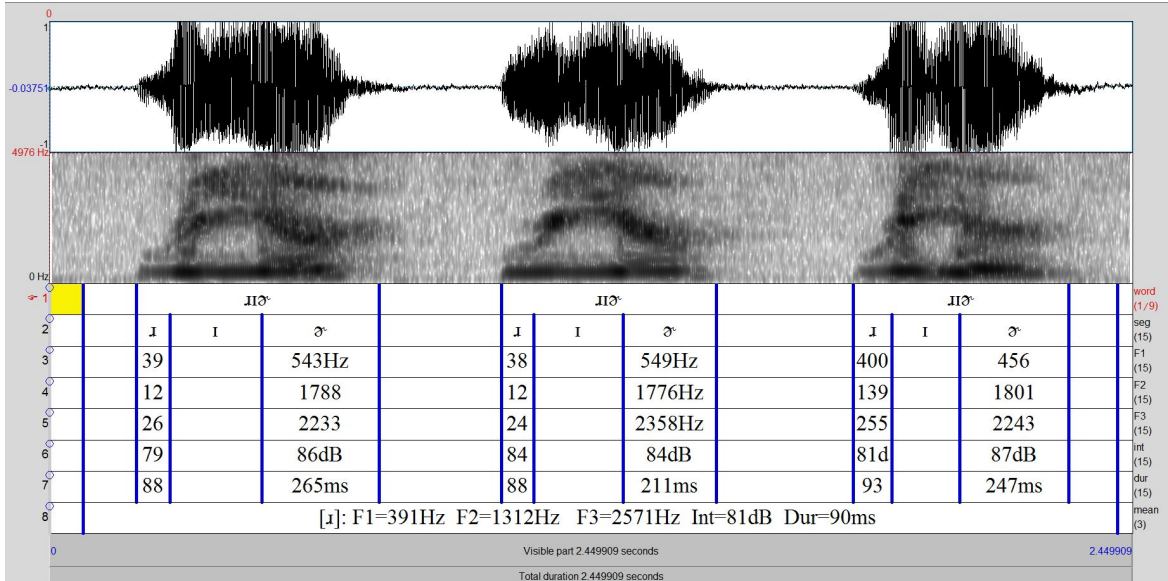 0
1
-0.03751
-1
4976 Hz
0 Hz
1 ɹɪɚ ɹɪɚ ɹɪɚ word (1/9)
2 ɹ ɪ ɚ ɹ ɪ ɚ ɹ ɪ ɚ seg (15)
3 39 543Hz 38 549Hz 400 456 F1 (15)
4 12 1788 12 1776Hz 139 1801 F2 (15)
5 26 2233 24 2358Hz 255 2243 F3 (15)
6 79 86dB 84 84dB 81d 87dB int (15)
7 88 265ms 88 211ms 93 247ms dur (15)
8 [ɹ]: F1=391Hz F2=1312Hz F3=2571Hz Int=81dB Dur=90ms mean (3)
0 Visible part 2.449909 seconds 2.449909
Total duration 2.449909 seconds